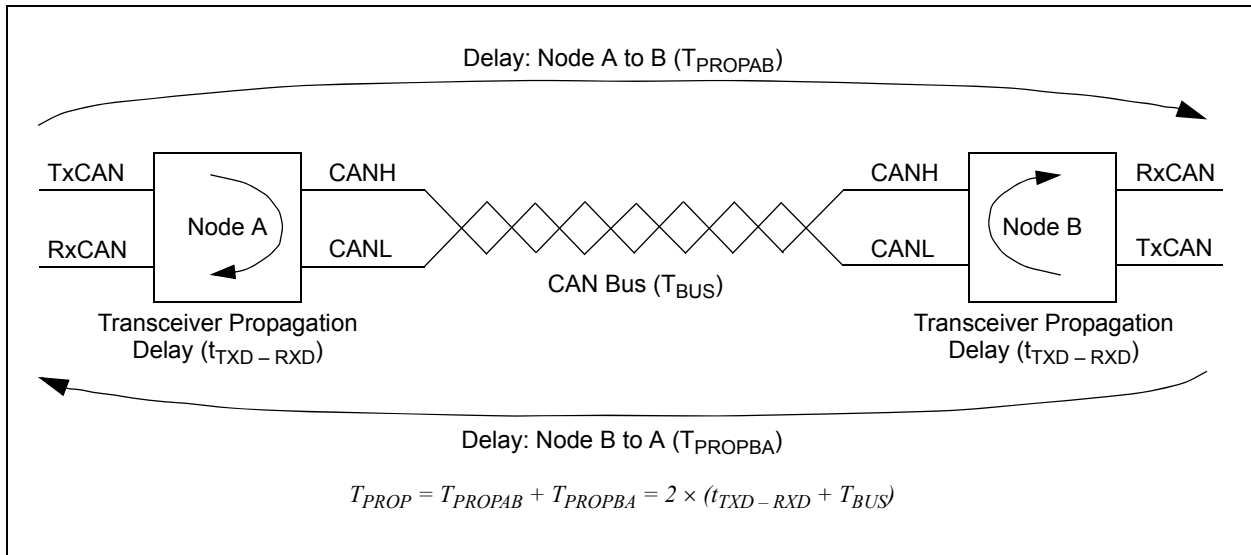 Delay: Node A to B (TPROPAB)
TxCAN
CANH
CANH
RxCAN
Node A
Node B
RxCAN
CANL
CANL
TxCAN
CAN Bus (TBUS)
Transceiver Propagation
Delay (tTXD – RXD)
Transceiver Propagation
Delay (tTXD – RXD)
Delay: Node B to A (TPROPBA)
TPROP = TPROPAB + TPROPBA = 2 × (tTXD – RXD + TBUS)